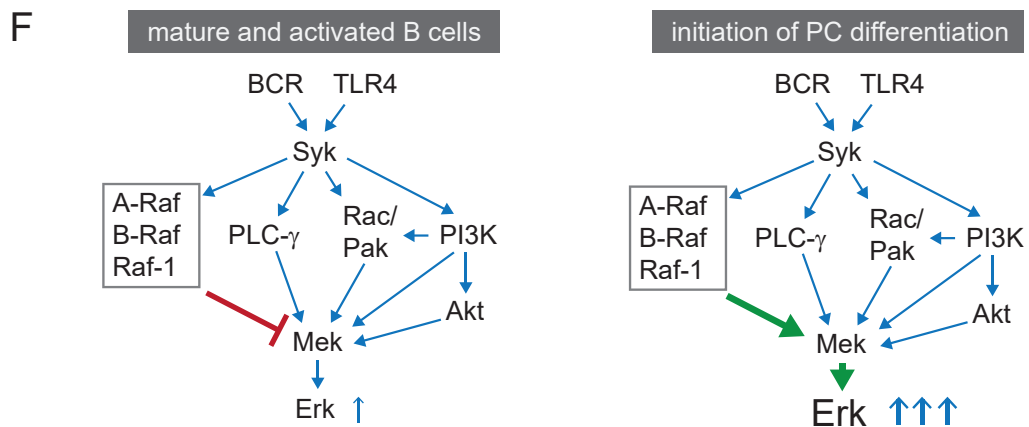 F
mature and activated B cells
BCR TLR4
Syk
A-Raf
B-Raf
Raf-1
PLC-γ
Rac/
Pak
PI3K
Akt
Mek
Erk
initiation of PC differentiation
BCR TLR4
Syk
A-Raf
B-Raf
Raf-1
PLC-γ
Rac/
Pak
PI3K
Akt
Mek
Erk